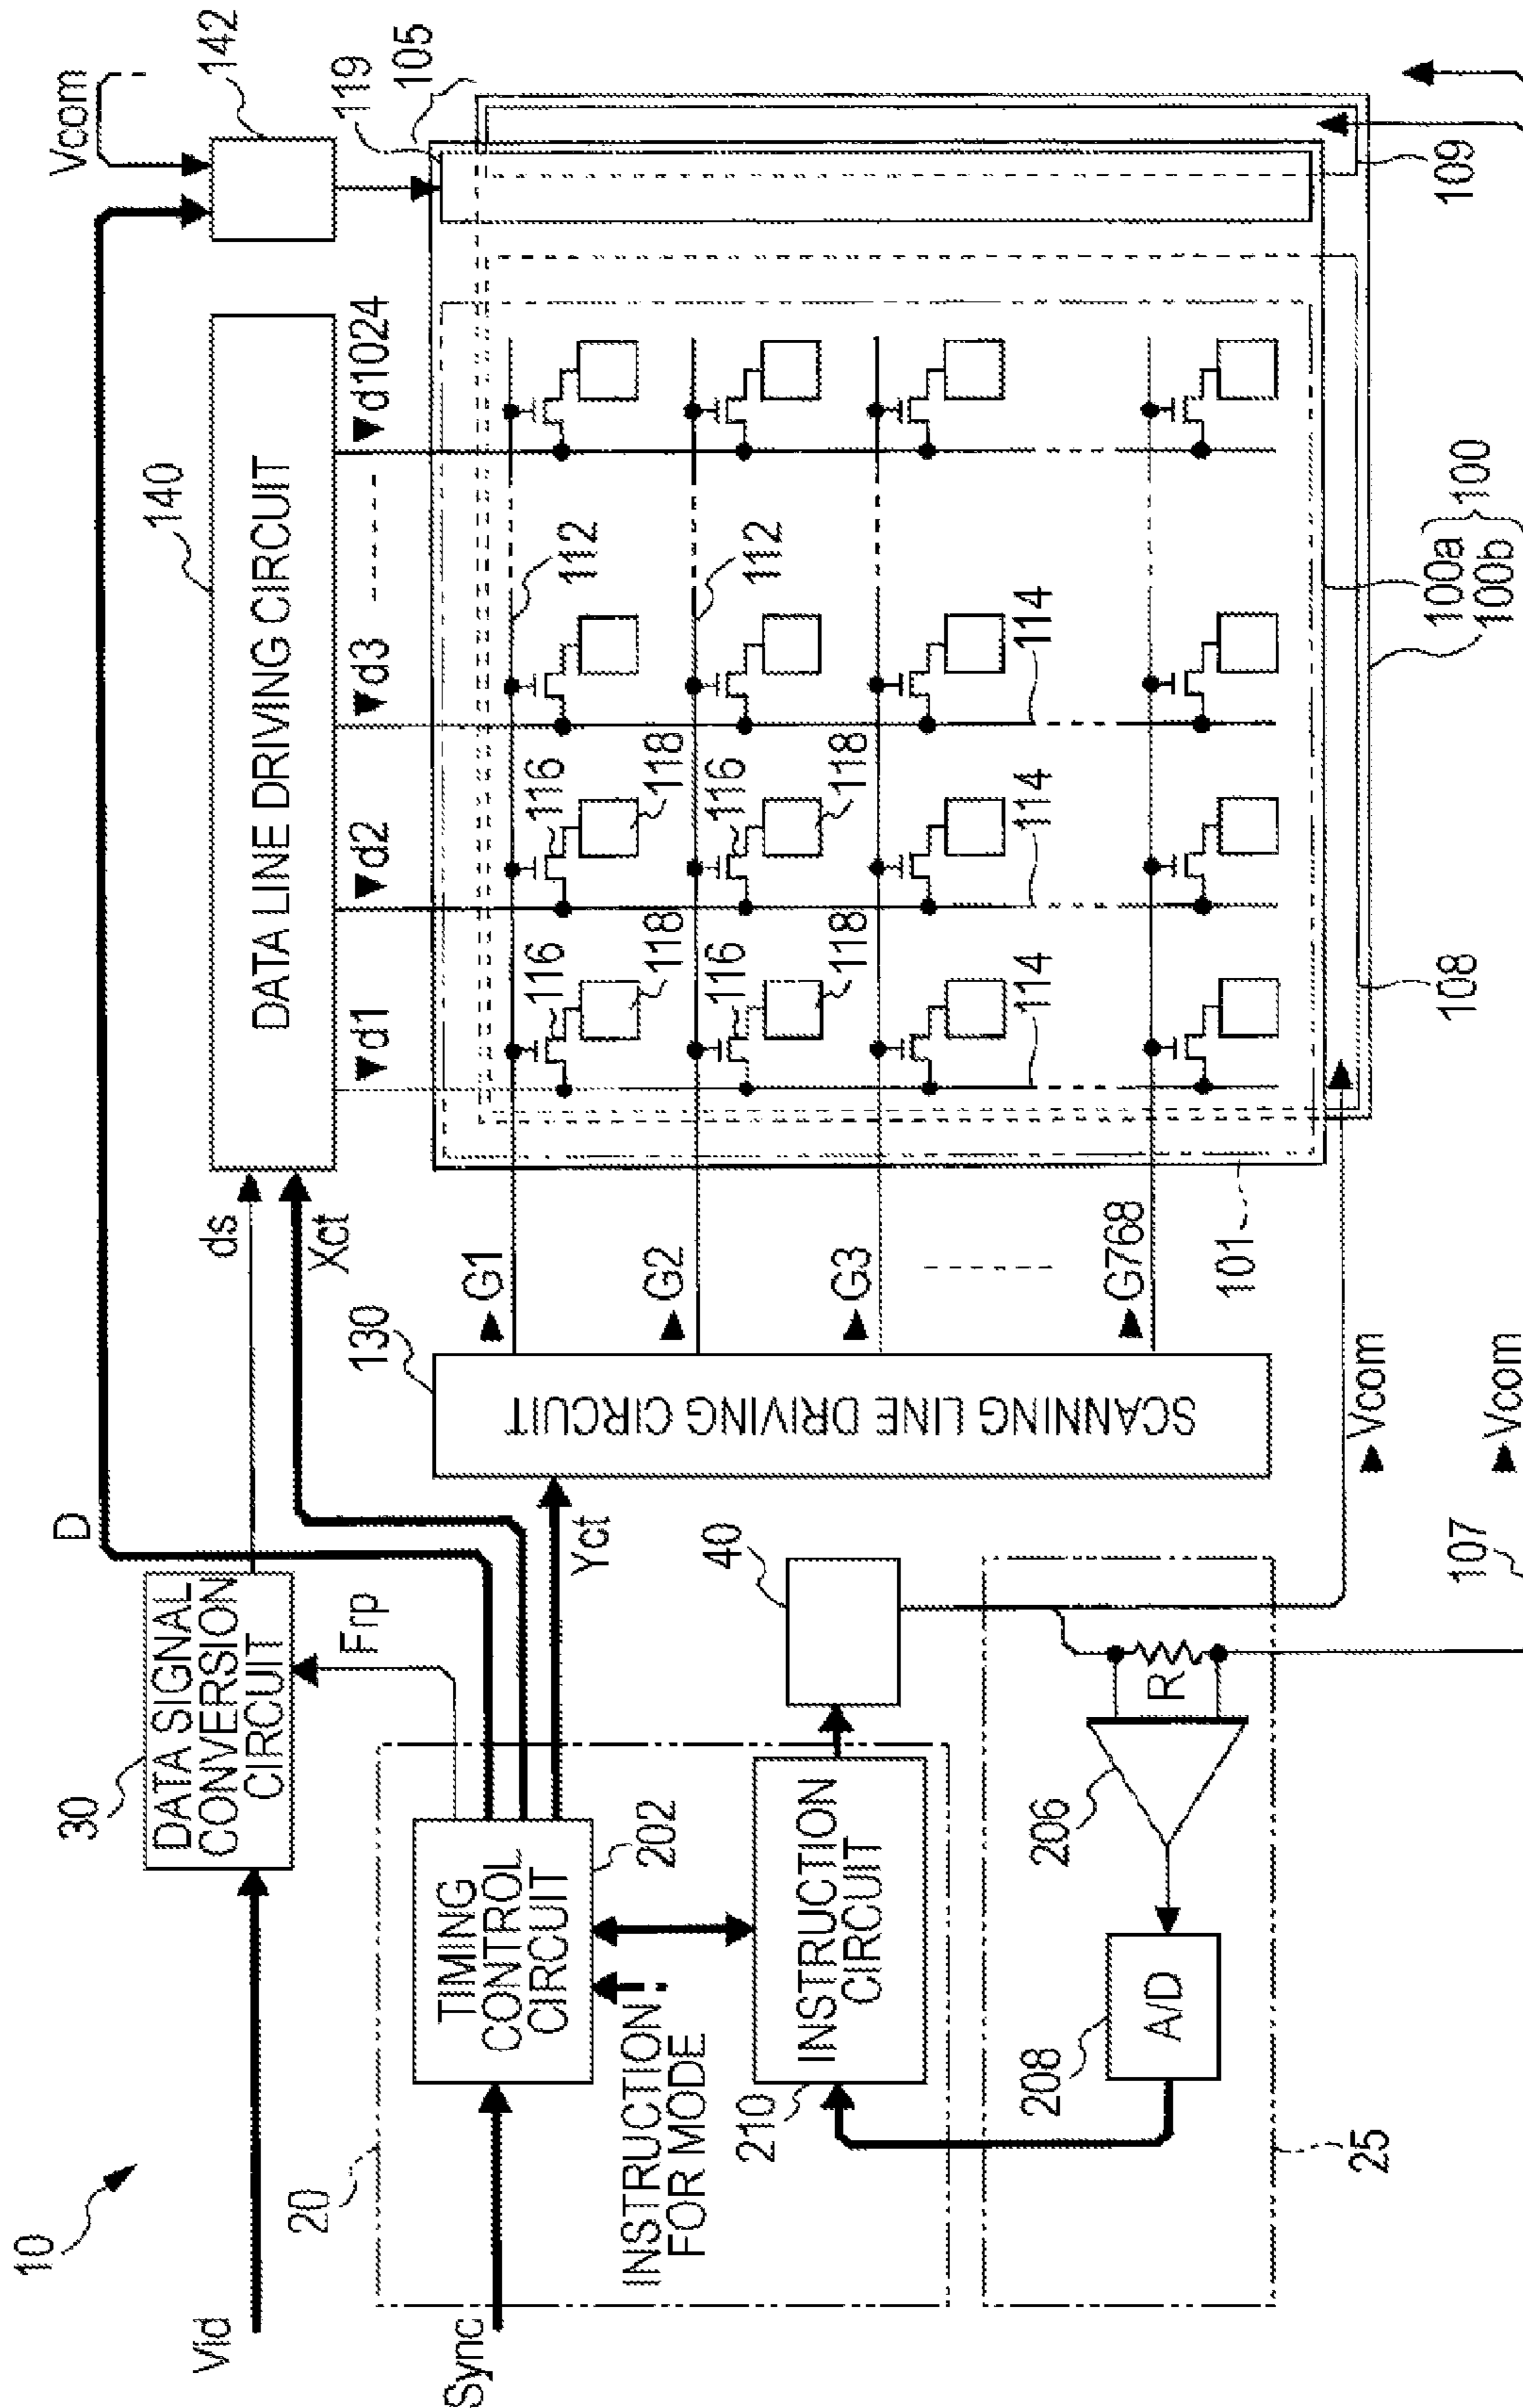 10
Vid
30
DATA SIGNAL
CONVERSION
CIRCUIT
D
ds
Xct
140
DATA LINE DRIVING CIRCUIT
Vcom
142
119
105
Frp
▼d1
▼d2
▼d3
▼d1024
Sync
20
TIMING
CONTROL
CIRCUIT
202
Yct
INSTRUCTION
FOR MODE
130
SCANNING LINE DRIVING CIRCUIT
▲G1
▲G2
▲G3
▲G768
116
116
112
118
118
116
116
112
118
118
114
114
114
210
INSTRUCTION
CIRCUIT
40
101
108
100a
100b
100
109
208
A/D
206
R
25
107
▲Vcom
▲Vcom